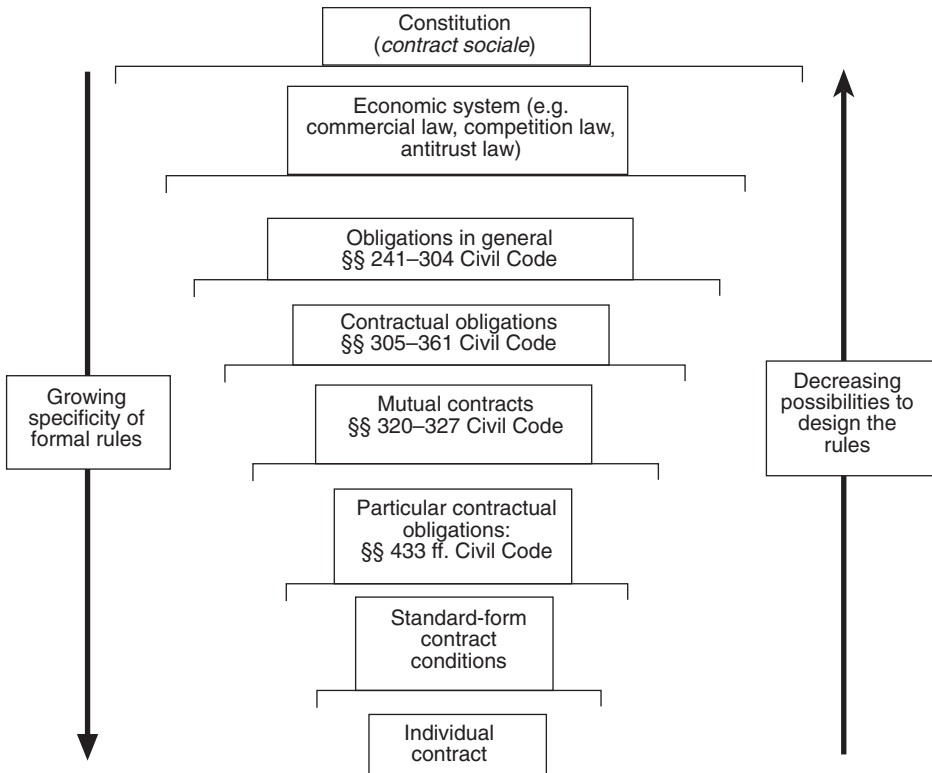 Constitution
(contract sociale)
Economic system (e.g.
commercial law, competition law,
antitrust law)
Obligations in general
§§ 241–304 Civil Code
Contractual obligations
§§ 305–361 Civil Code
Growing
specificity of
formal rules
Mutual contracts
§§ 320–327 Civil Code
Decreasing
possibilities to
design the
rules
Particular contractual
obligations:
§§ 433 ff. Civil Code
Standard-form
contract
conditions
Individual
contract